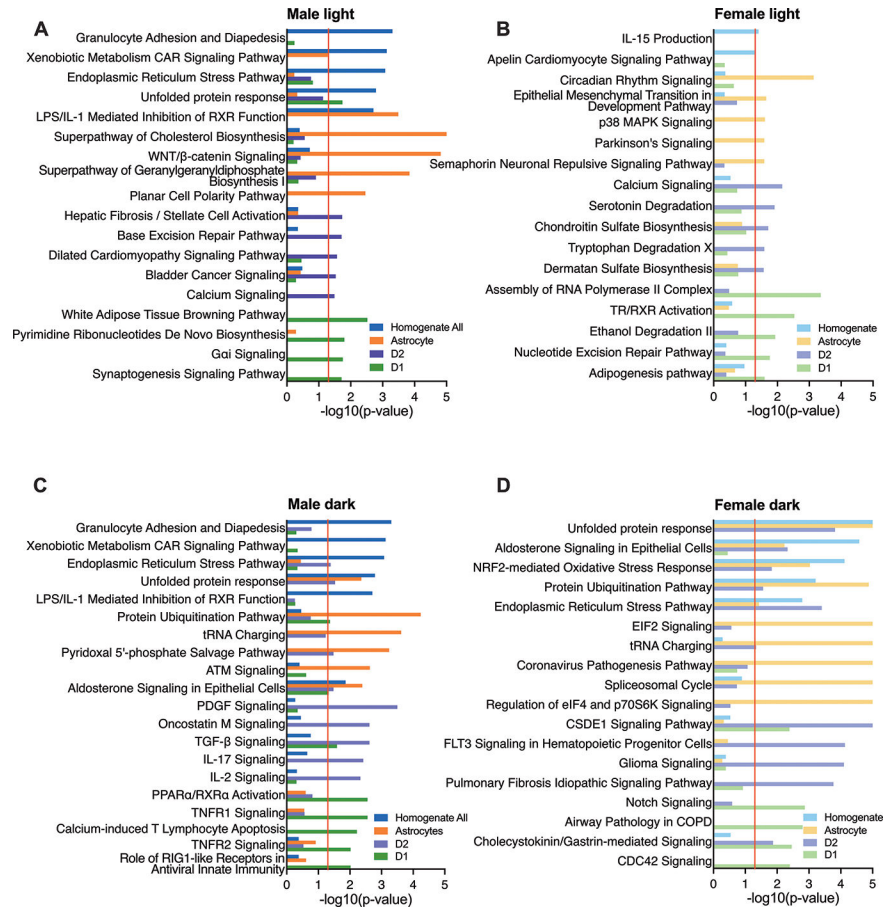 A
Male light
Granulocyte Adhesion and Diapedesis
Xenobiotic Metabolism CAR Signaling Pathway
Endoplasmic Reticulum Stress Pathway
Unfolded protein response
LPS/IL-1 Mediated Inhibition of RXR Function
Superpathway of Cholesterol Biosynthesis
WNT/β-catenin Signaling
Superpathway of Geranylgeranyldiphosphate
Biosynthesis I
Planar Cell Polarity Pathway
Hepatic Fibrosis / Stellate Cell Activation
Base Excision Repair Pathway
Dilated Cardiomyopathy Signaling Pathway
Bladder Cancer Signaling
Calcium Signaling
White Adipose Tissue Browning Pathway
Pyrimidine Ribonucleotides De Novo Biosynthesis
Gαi Signaling
Synaptogenesis Signaling Pathway
Homogenate All
Astrocyte
D2
D1
0 1 2 3 4 5
-log10(p-value)
B
Female light
IL-15 Production
Apelin Cardiomyocyte Signaling Pathway
Circadian Rhythm Signaling
Epithelial Mesenchymal Transition in
Development Pathway
p38 MAPK Signaling
Parkinson's Signaling
Semaphorin Neuronal Repulsive Signaling Pathway
Calcium Signaling
Serotonin Degradation
Chondroitin Sulfate Biosynthesis
Tryptophan Degradation X
Dermatan Sulfate Biosynthesis
Assembly of RNA Polymerase II Complex
TR/RXR Activation
Ethanol Degradation II
Nucleotide Excision Repair Pathway
Adipogenesis pathway
Homogenate
Astrocyte
D2
D1
0 1 2 3 4 5
-log10(p-value)
C
Male dark
Granulocyte Adhesion and Diapedesis
Xenobiotic Metabolism CAR Signaling Pathway
Endoplasmic Reticulum Stress Pathway
Unfolded protein response
LPS/IL-1 Mediated Inhibition of RXR Function
Protein Ubiquitination Pathway
tRNA Charging
Pyridoxal 5'-phosphate Salvage Pathway
ATM Signaling
Aldosterone Signaling in Epithelial Cells
PDGF Signaling
Oncostatin M Signaling
TGF-β Signaling
IL-17 Signaling
IL-2 Signaling
PPARα/RXRα Activation
TNFR1 Signaling
Calcium-induced T Lymphocyte Apoptosis
TNFR2 Signaling
Role of RIG1-like Receptors in
Antiviral Innate Immunity
Homogenate All
Astrocytes
D2
D1
0 1 2 3 4 5
-log10(p-value)
D
Female dark
Unfolded protein response
Aldosterone Signaling in Epithelial Cells
NRF2-mediated Oxidative Stress Response
Protein Ubiquitination Pathway
Endoplasmic Reticulum Stress Pathway
EIF2 Signaling
tRNA Charging
Coronavirus Pathogenesis Pathway
Spliceosomal Cycle
Regulation of eIF4 and p70S6K Signaling
CSDE1 Signaling Pathway
FLT3 Signaling in Hematopoietic Progenitor Cells
Glioma Signaling
Pulmonary Fibrosis Idiopathic Signaling Pathway
Notch Signaling
Airway Pathology in COPD
Cholecystokinin/Gastrin-mediated Signaling
CDC42 Signaling
Homogenate
Astrocyte
D2
D1
0 1 2 3 4 5
-log10(p-value)